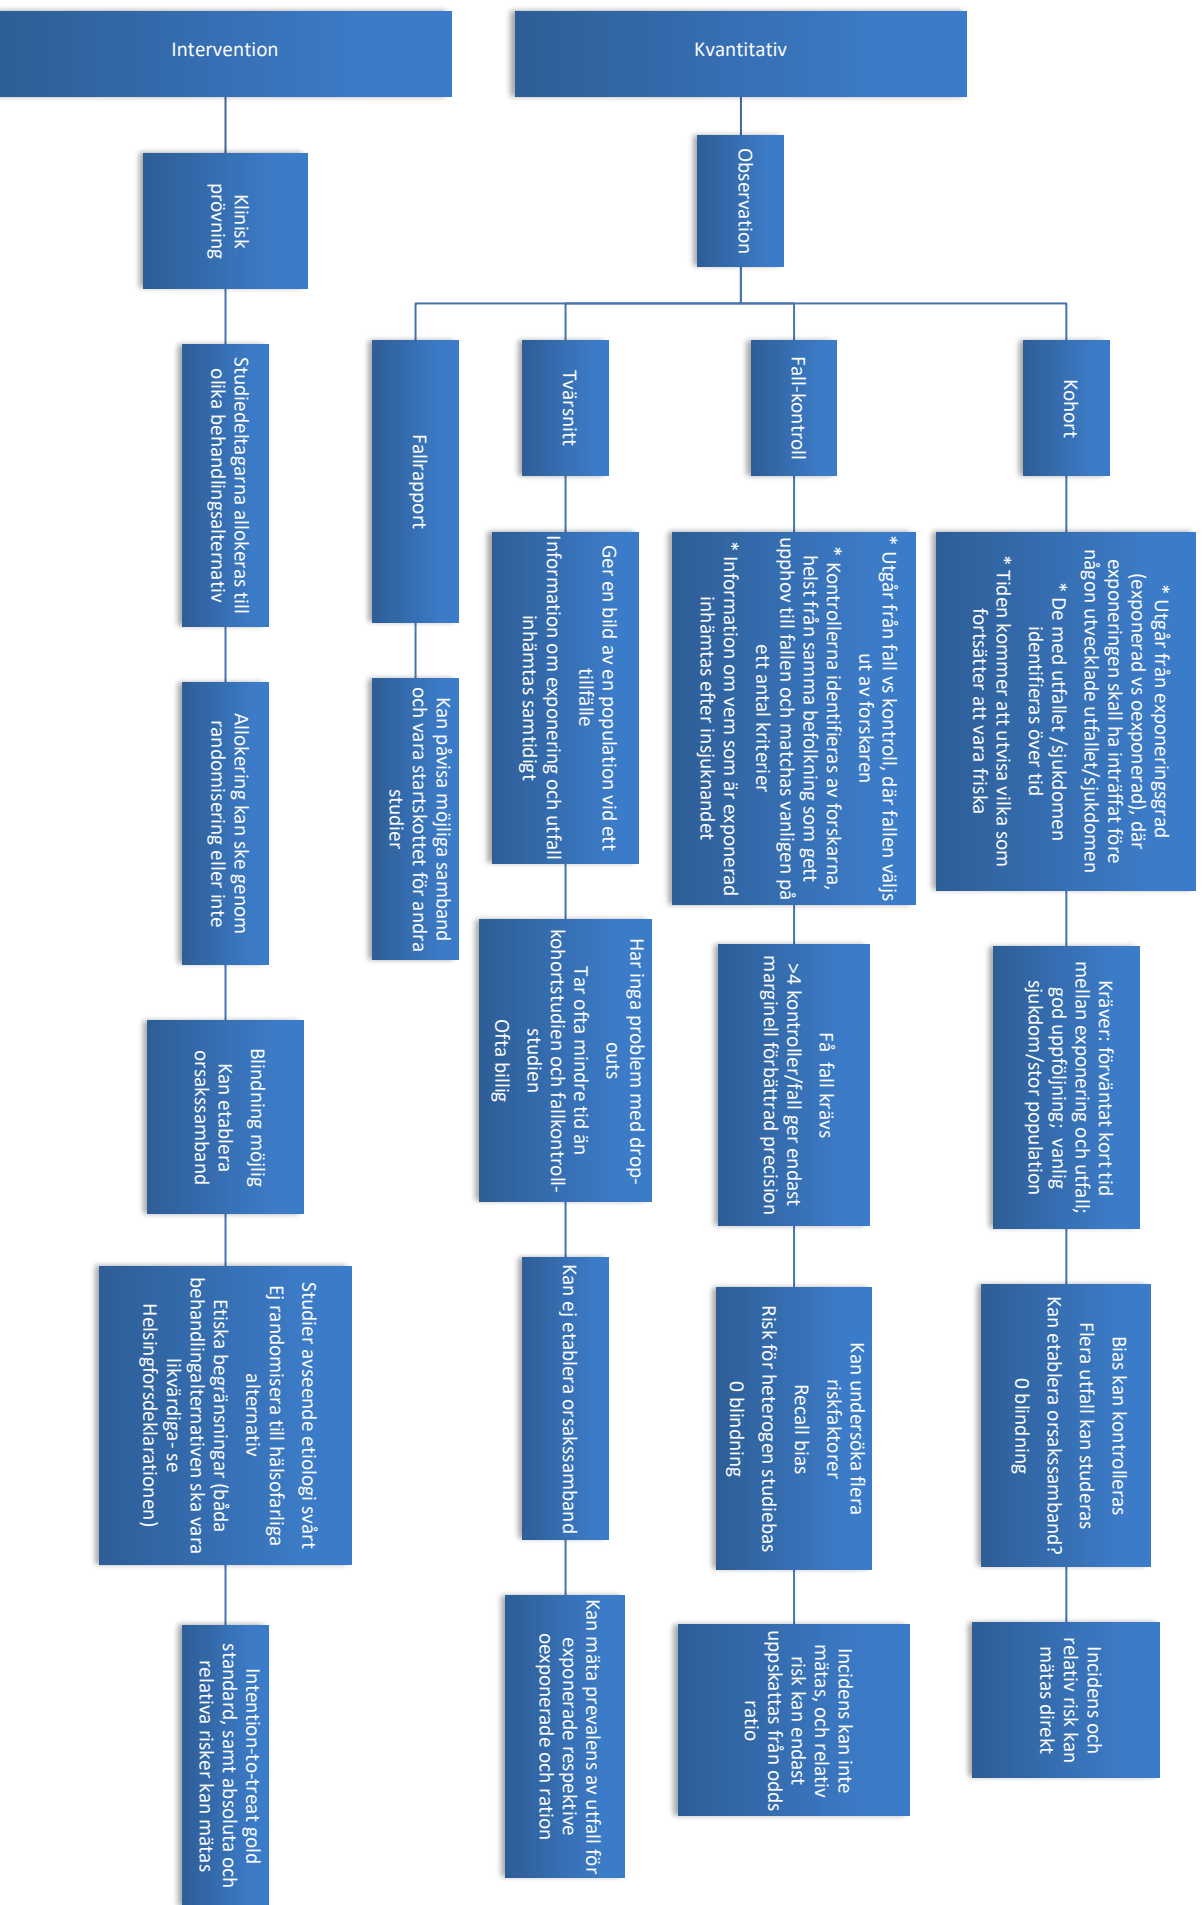 Kvantitativ
Observation
Kohort
* Utgår från exponeringsgrad
(exponerad vs oexponerad), där
exponeringen skall ha inträffat före
någon utvecklade utfallet/sjukdomen
* De med utfallet /sjukdomen
identifieras över tid
* Tiden kommer att utvisa vilka som
fortsätter att vara friska
Kräver: förväntat kort tid
mellan exponering och utfall;
god uppföljning; vanlig
sjukdom/stor population
Bias kan kontrolleras
Flera utfall kan studeras
Kan etablera orsakssamband?
0 blindning
Incidens och
relativ risk kan
mätas direkt
Fall-kontroll
* Utgår från fall vs kontroll, där fallen väljs
ut av forskaren
* Kontrollerna identifieras av forskarna,
helst från samma befolkning som gett
upphov till fallen och matchas vanligen på
ett antal kriterier
* Information om vem som är exponerad
inhämtas efter insjuknandet
Få fall krävs
>4 kontroller/fall ger endast
marginell förbättrad precision
Kan undersöka flera
riskfaktorer
Recall bias
Risk för heterogen studiebas
0 blindning
Incidens kan inte
mätas, och relativ
risk kan endast
uppskattas från odds
ratio
Tvärsnitt
Ger en bild av en population vid ett
tillfälle
Information om exponering och utfall
inhämtas samtidigt
Har inga problem med drop-
outs
Tar ofta mindre tid än
kohortstudien och fallkontroll-
studien
Ofta billig
Kan ej etablera orsakssamband
Kan mäta prevalens av utfall för
exponerade respektive
oexponerade och ration
Fallrapport
Kan påvisa möjliga samband
och vara startskottet för andra
studier
Intervention
Klinisk
prövning
Studiedeltagarna allokeras till
olika behandlingsalternativ
Allokering kan ske genom
randomisering eller inte
Blindning möjlig
Kan etablera
orsakssamband
Studier avseende etiologi svårt
Ej randomisera till hälsofarliga
alternativ
Etiska begränsningar (båda
behandlingalternativen ska vara
likvärdiga- se
Helsingforsdeklarationen)
Intention-to-treat gold
standard, samt absoluta och
relativa risker kan mätas